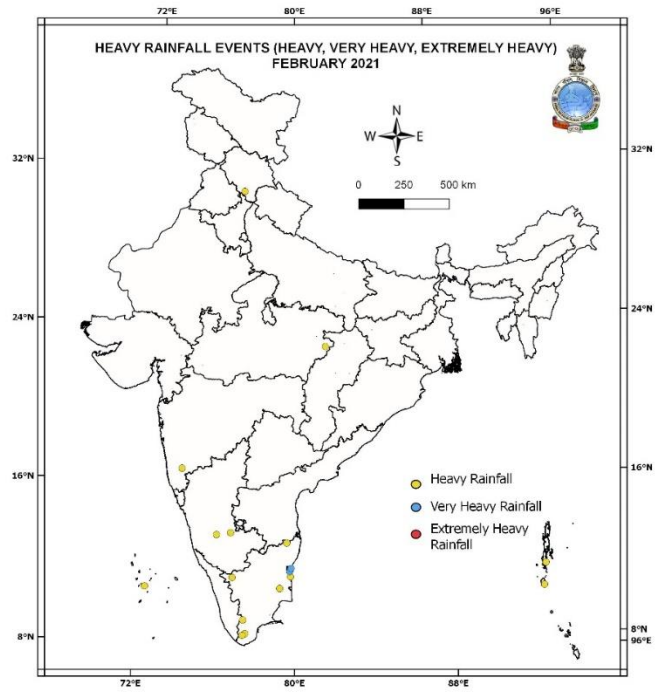 72°E 80°E 88°E 96°E
HEAVY RAINFALL EVENTS (HEAVY, VERY HEAVY, EXTREMELY HEAVY)
FEBRUARY 2021
N
W E
S
32°N 32°N
0 250 500 km
24°N 24°N
16°N 16°N
Heavy Rainfall
Very Heavy Rainfall
Extremely Heavy
Rainfall
8°N 8°N
96°E
72°E 80°E 88°E